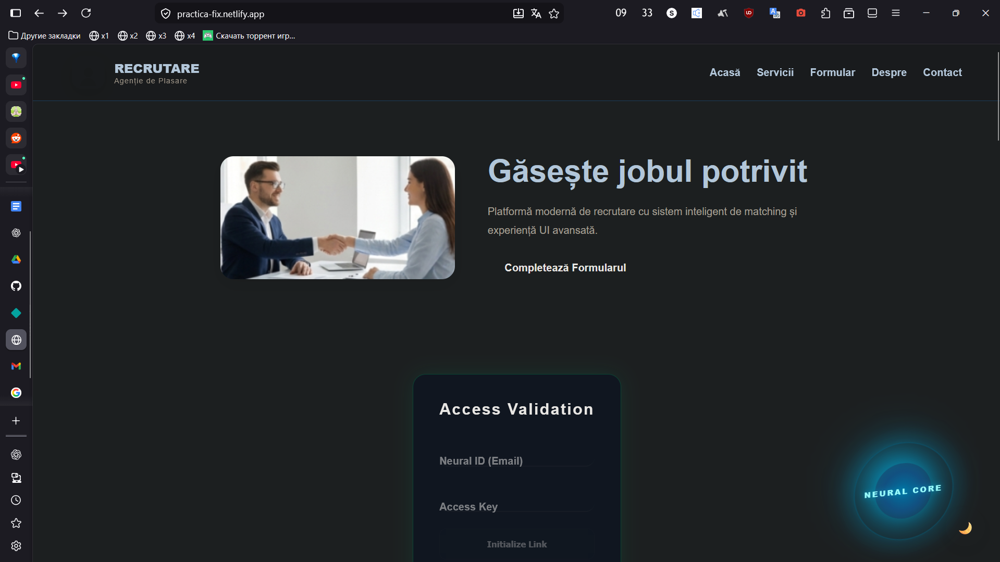 practica-fix.netlify.app
09
33
S
Другие закладки
x1
x2
x3
x4
Скачать торрент игр...
RECRUTARE
Agenție de Plasare
Acasă
Servicii
Formular
Despre
Contact
Găsește jobul potrivit
Platformă modernă de recrutare cu sistem inteligent de matching și
experiență UI avansată.
Completează Formularul
Access Validation
Neural ID (Email)
Access Key
Initialize Link
NEURAL CORE